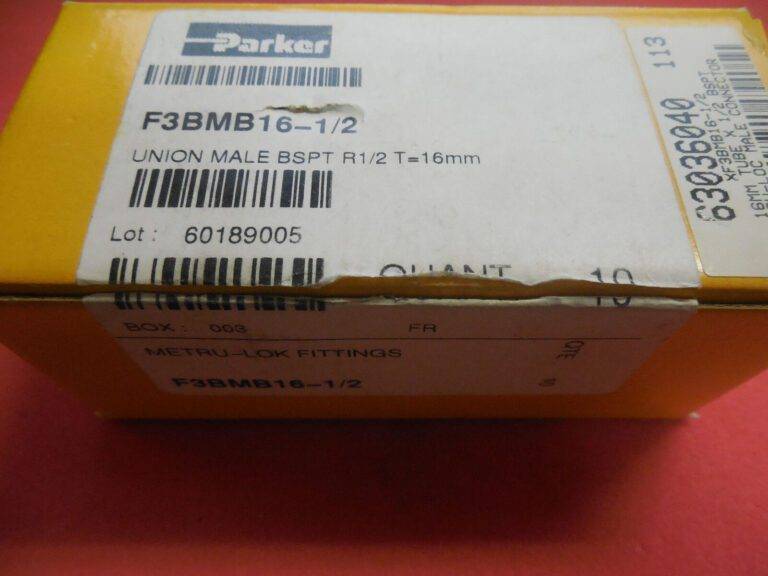 Parker
F3BMB16-1/2
UNION MALE BSPT R1/2 T=16mm
Lot : 60189005
QUANT 10
BOX : 003 FR
METRU-LOK FITTINGS
F3BMB16-1/2
QTE
113
63036040
XF3BMB16-1/2
16MM TUBE X 1/2 BSPT
MALE CONNECTOR